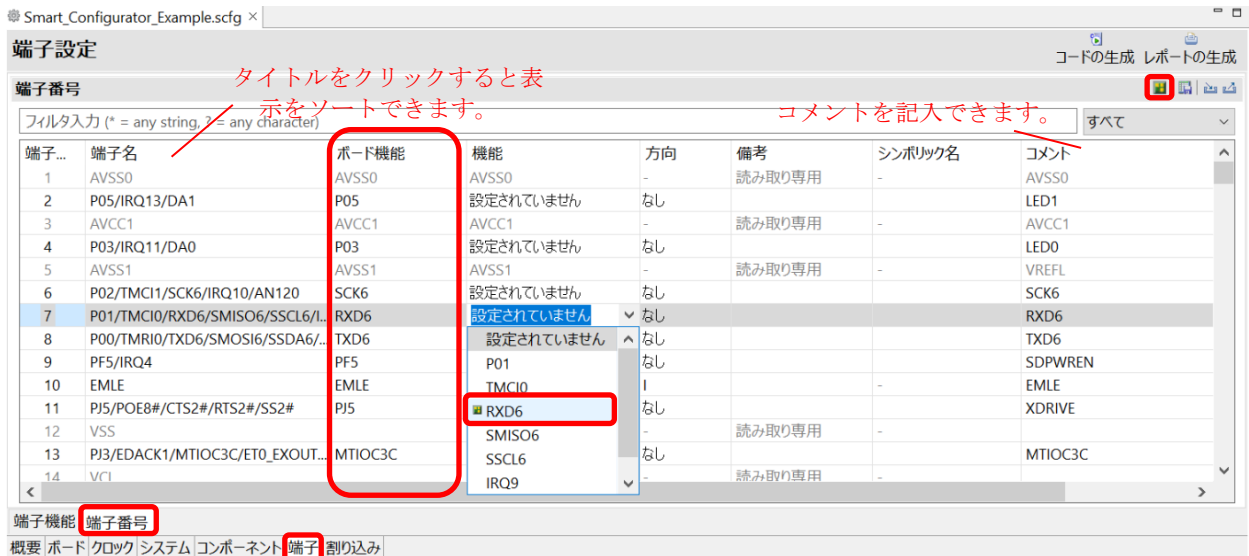 Smart_Configurator_Example.scfg ×
端子設定
コードの生成 レポートの生成
端子番号
タイトルをクリックすると表
示をソートできます。
コメントを記入できます。
フィルタ入力 (* = any string, ? = any character)
すべて
端子... 端子名 ボード機能 機能 方向 備考 シンボリック名 コメント
1 AVSS0 AVSS0 AVSS0 - 読み取り専用 - AVSS0
2 P05/IRQ13/DA1 P05 設定されていません なし LED1
3 AVCC1 AVCC1 AVCC1 - 読み取り専用 - AVCC1
4 P03/IRQ11/DA0 P03 設定されていません なし LED0
5 AVSS1 AVSS1 AVSS1 - 読み取り専用 - VREFL
6 P02/TMCI1/SCK6/IRQ10/AN120 SCK6 設定されていません なし SCK6
7 P01/TMCI0/RXD6/SMISO6/SSCL6/I... RXD6 設定されていません なし RXD6
8 P00/TMRI0/TXD6/SMOSI6/SSDA6/... TXD6 設定されていません なし TXD6
9 PF5/IRQ4 PF5 P01 なし SDPWREN
10 EMLE EMLE TMCI0 I - EMLE
11 PJ5/POE8#/CTS2#/RTS2#/SS2# PJ5 RXD6 なし XDRIVE
12 VSS SMISO6 - 読み取り専用 -
13 PJ3/EDACK1/MTIOC3C/ET0_EXOUT... MTIOC3C SSCL6 なし MTIOC3C
14 VCL IRQ9 - 読み取り専用 -
端子機能 端子番号
概要 ボード クロック システム コンポーネント 端子 割り込み